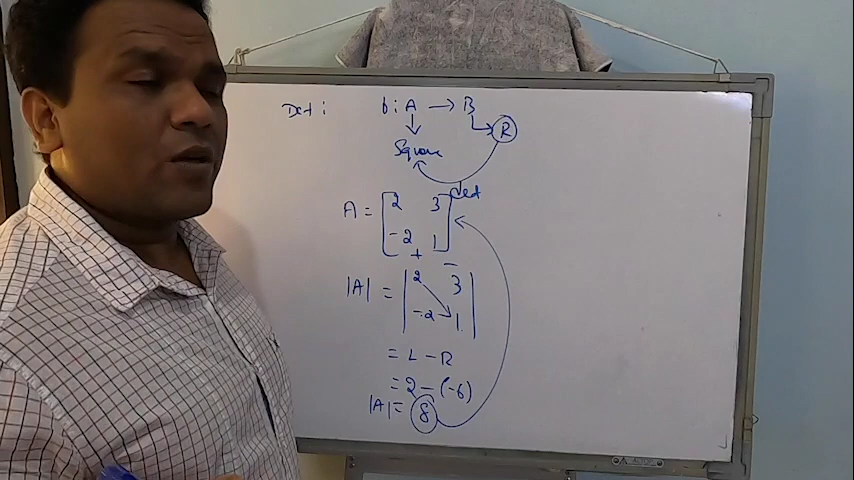 Det : b : A → B
Square R
det
A = [ 2 3
-2 1 ]
+ -
|A| = | 2 3
-2 1 |
= L - R
= 2 - (-6)
|A| = 8